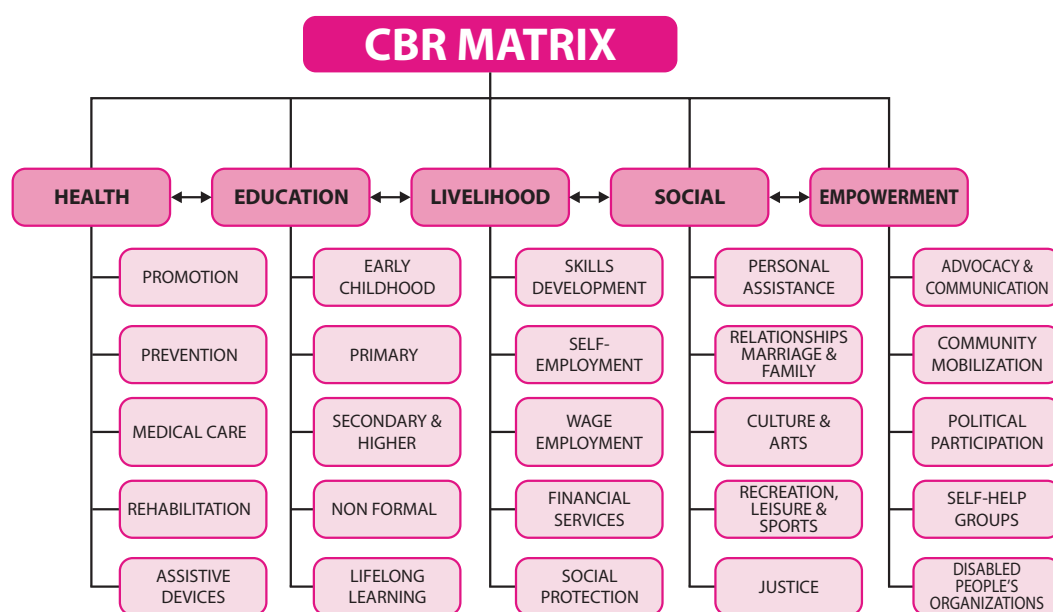 CBR MATRIX
HEALTH
EDUCATION
LIVELIHOOD
SOCIAL
EMPOWERMENT
PROMOTION
PREVENTION
MEDICAL CARE
REHABILITATION
ASSISTIVE
DEVICES
EARLY
CHILDHOOD
PRIMARY
SECONDARY &
HIGHER
NON FORMAL
LIFELONG
LEARNING
SKILLS
DEVELOPMENT
SELF-
EMPLOYMENT
WAGE
EMPLOYMENT
FINANCIAL
SERVICES
SOCIAL
PROTECTION
PERSONAL
ASSISTANCE
RELATIONSHIPS
MARRIAGE &
FAMILY
CULTURE &
ARTS
RECREATION,
LEISURE &
SPORTS
JUSTICE
ADVOCACY &
COMMUNICATION
COMMUNITY
MOBILIZATION
POLITICAL
PARTICIPATION
SELF-HELP
GROUPS
DISABLED
PEOPLE'S
ORGANIZATIONS